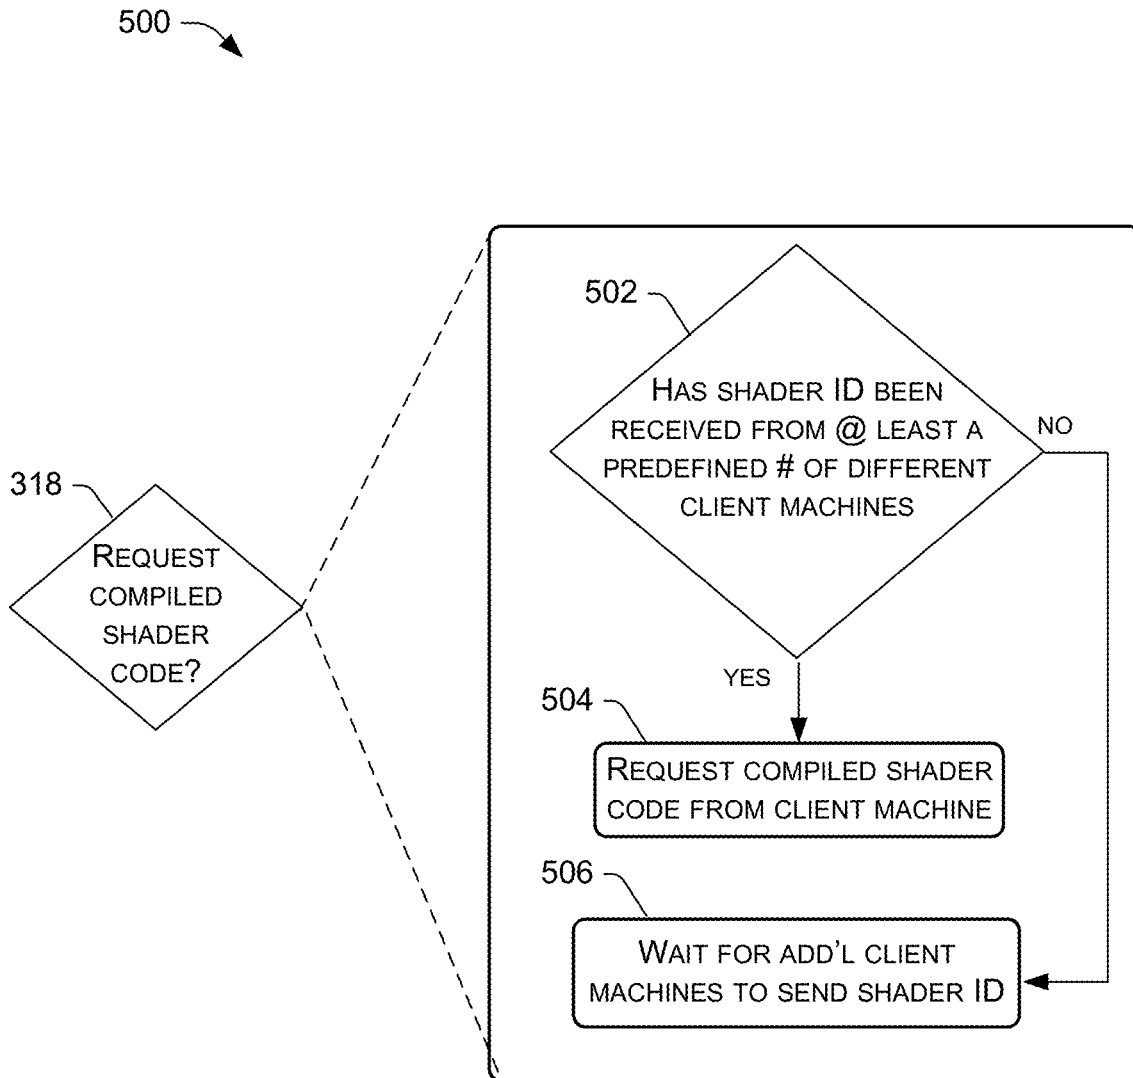 500
502
HAS SHADER ID BEEN
RECEIVED FROM @ LEAST A
PREDEFINED # OF DIFFERENT
CLIENT MACHINES
NO
318
REQUEST
COMPILED
SHADER
CODE?
YES
504
REQUEST COMPILED SHADER
CODE FROM CLIENT MACHINE
506
WAIT FOR ADD'L CLIENT
MACHINES TO SEND SHADER ID